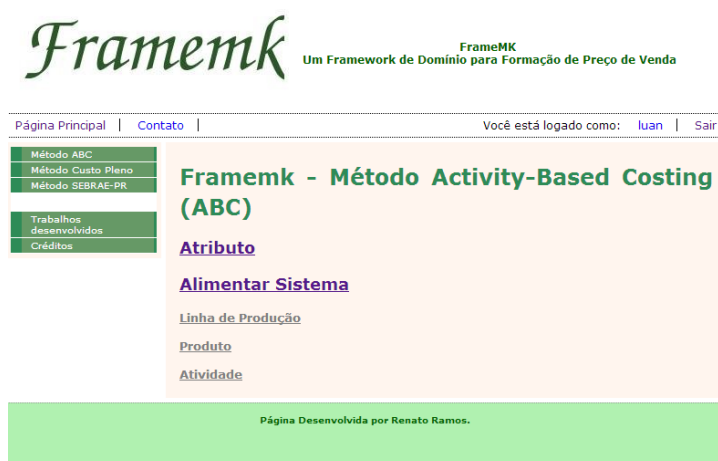 Framemk
FrameMK
Um Framework de Domínio para Formação de Preço de Venda
Página Principal | Contato | Você está logado como: luan | Sair
Método ABC
Método Custo Pleno
Método SEBRAE-PR
Trabalhos
desenvolvidos
Créditos
Framemk - Método Activity-Based Costing
(ABC)
Atributo
Alimentar Sistema
Linha de Produção
Produto
Atividade
Página Desenvolvida por Renato Ramos.